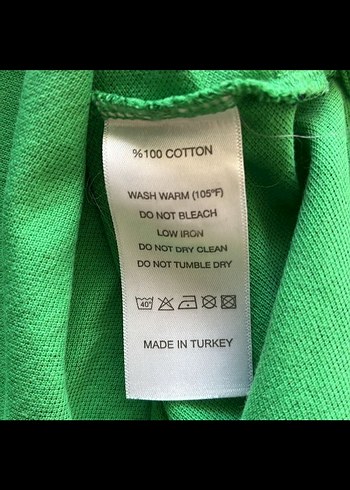 %100 COTTON
WASH WARM (105°F)
DO NOT BLEACH
LOW IRON
DO NOT DRY CLEAN
DO NOT TUMBLE DRY
40°
MADE IN TURKEY